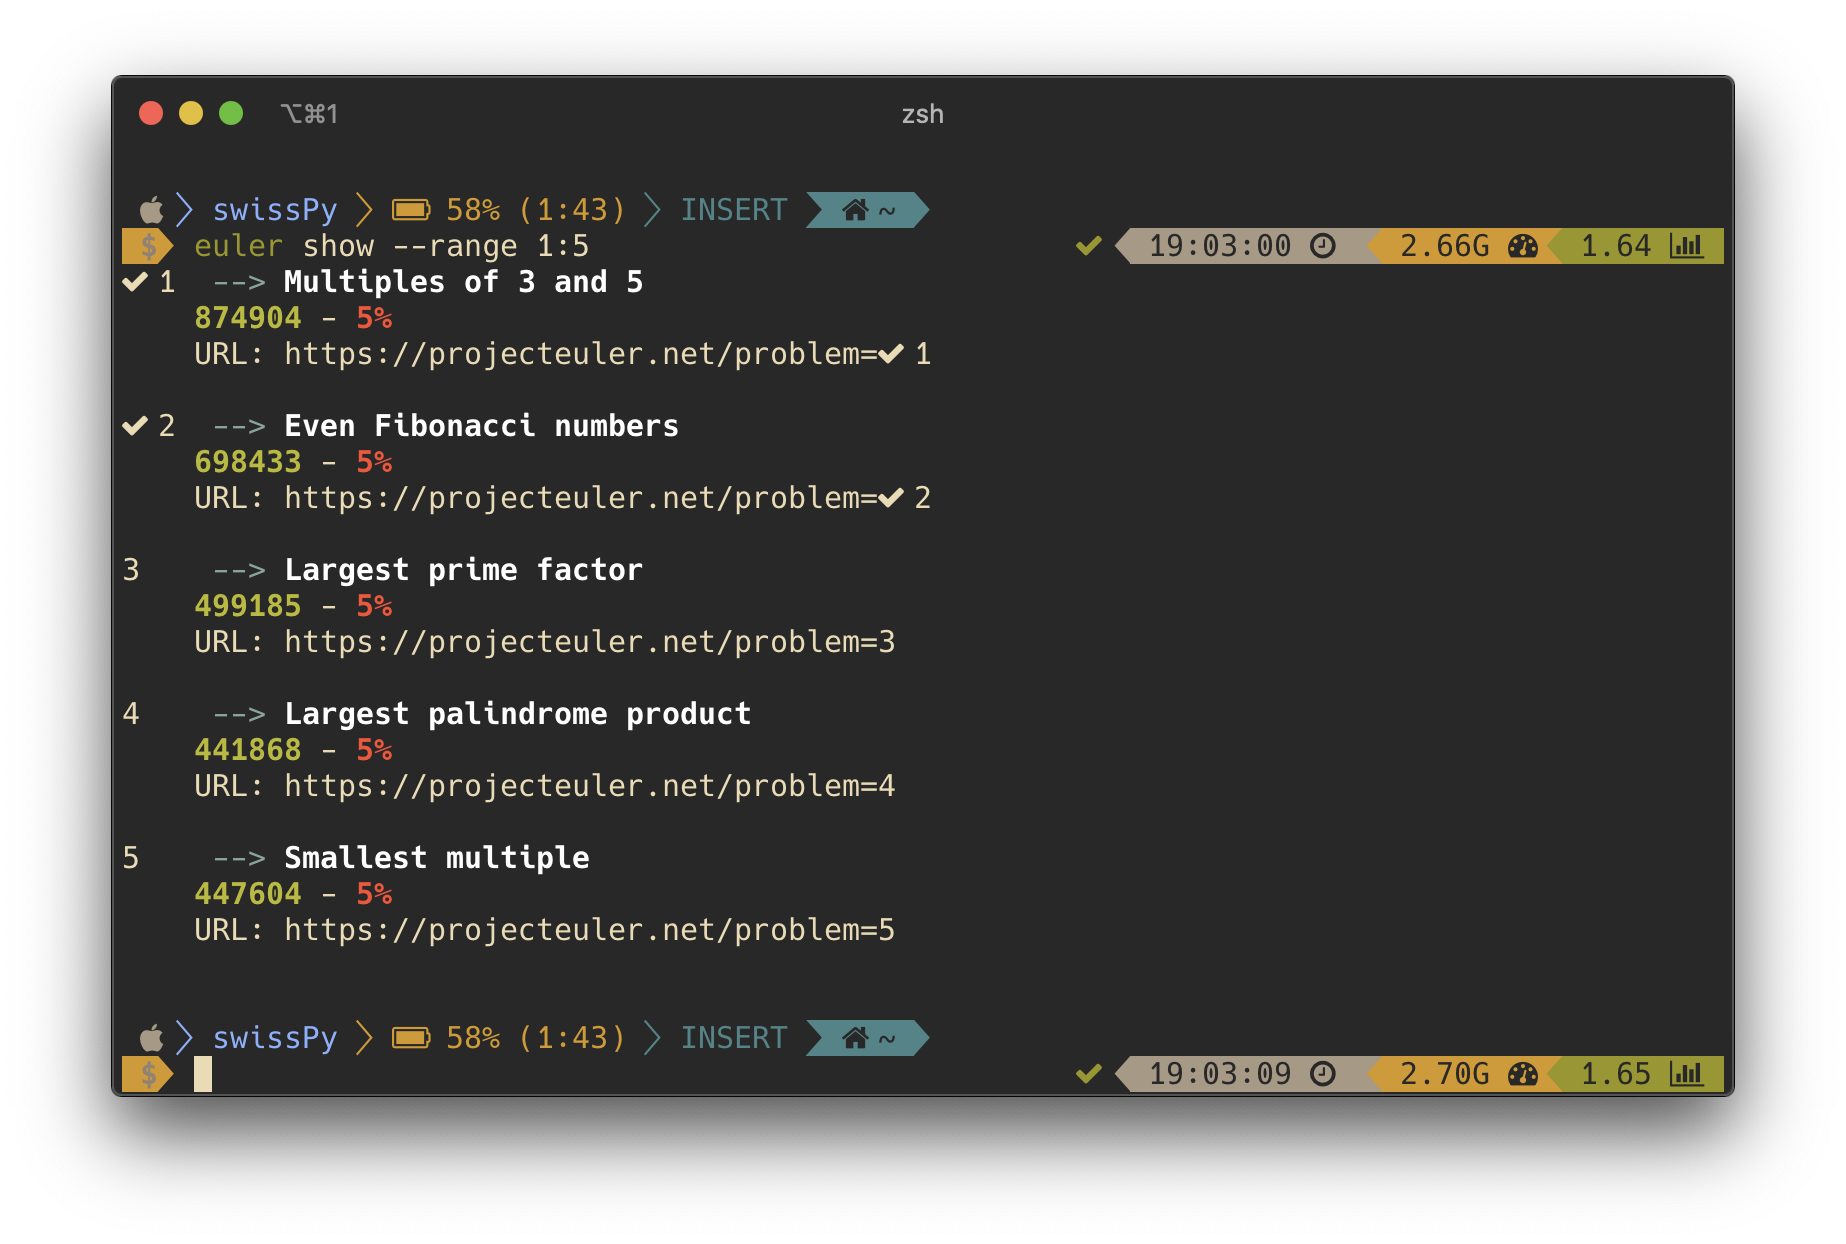 ⌥⌘1 zsh
swissPy 58% (1:43) INSERT ~
$ euler show --range 1:5 ✔ 19:03:00 2.66G 1.64
✔ 1 --> Multiples of 3 and 5
874904 - 5%
URL: https://projecteuler.net/problem=✔ 1
✔ 2 --> Even Fibonacci numbers
698433 - 5%
URL: https://projecteuler.net/problem=✔ 2
3 --> Largest prime factor
499185 - 5%
URL: https://projecteuler.net/problem=3
4 --> Largest palindrome product
441868 - 5%
URL: https://projecteuler.net/problem=4
5 --> Smallest multiple
447604 - 5%
URL: https://projecteuler.net/problem=5
swissPy 58% (1:43) INSERT ~
$ ✔ 19:03:09 2.70G 1.65